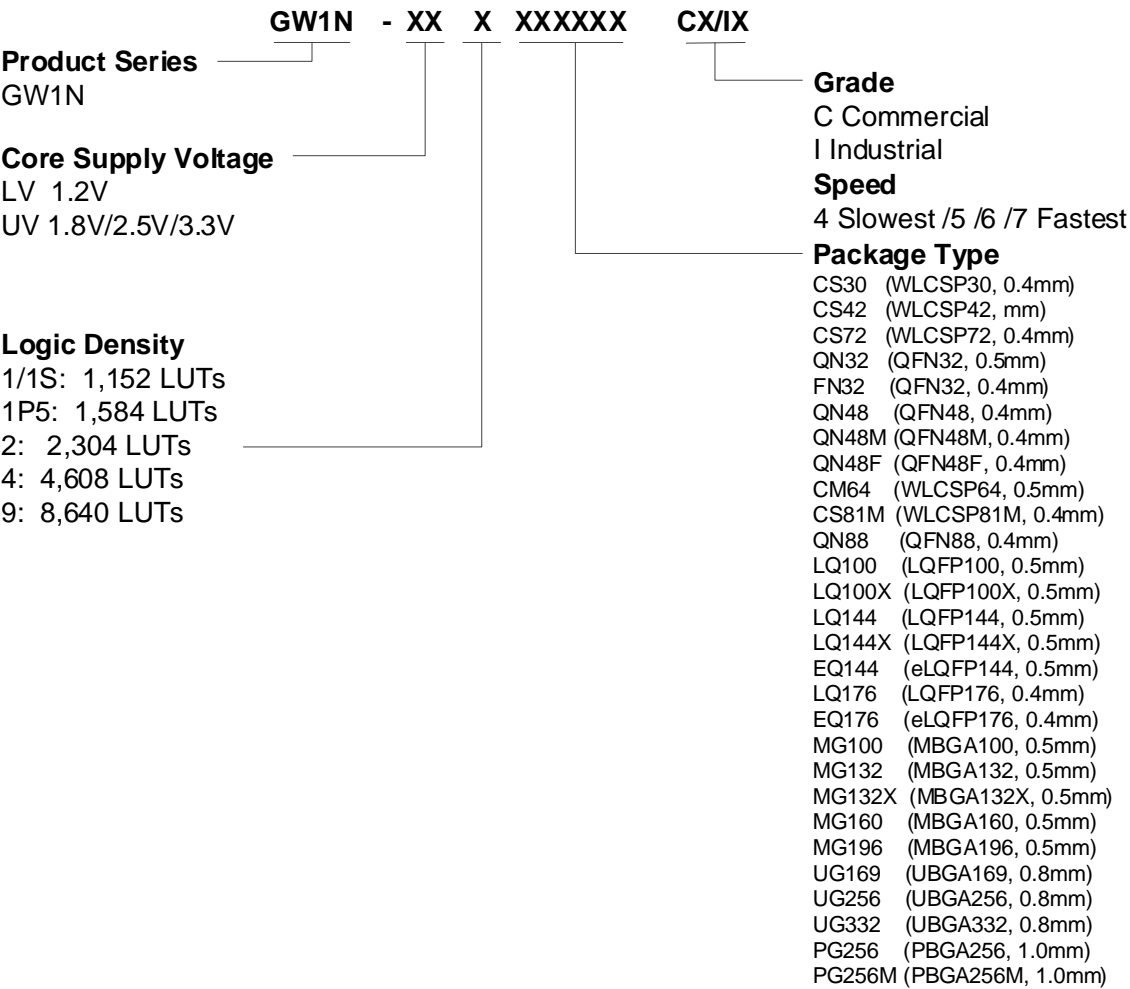 GW1N - XX X XXXXXX CX/IX
Product Series
GW1N
Core Supply Voltage
LV 1.2V
UV 1.8V/2.5V/3.3V
Logic Density
1/1S: 1,152 LUTs
1P5: 1,584 LUTs
2: 2,304 LUTs
4: 4,608 LUTs
9: 8,640 LUTs
Grade
C Commercial
I Industrial
Speed
4 Slowest /5 /6 /7 Fastest
Package Type
CS30 (WLCSP30, 0.4mm)
CS42 (WLCSP42, mm)
CS72 (WLCSP72, 0.4mm)
QN32 (QFN32, 0.5mm)
FN32 (QFN32, 0.4mm)
QN48 (QFN48, 0.4mm)
QN48M (QFN48M, 0.4mm)
QN48F (QFN48F, 0.4mm)
CM64 (WLCSP64, 0.5mm)
CS81M (WLCSP81M, 0.4mm)
QN88 (QFN88, 0.4mm)
LQ100 (LQFP100, 0.5mm)
LQ100X (LQFP100X, 0.5mm)
LQ144 (LQFP144, 0.5mm)
LQ144X (LQFP144X, 0.5mm)
EQ144 (eLQFP144, 0.5mm)
LQ176 (LQFP176, 0.4mm)
EQ176 (eLQFP176, 0.4mm)
MG100 (MBGA100, 0.5mm)
MG132 (MBGA132, 0.5mm)
MG132X (MBGA132X, 0.5mm)
MG160 (MBGA160, 0.5mm)
MG196 (MBGA196, 0.5mm)
UG169 (UBGA169, 0.8mm)
UG256 (UBGA256, 0.8mm)
UG332 (UBGA332, 0.8mm)
PG256 (PBGA256, 1.0mm)
PG256M (PBGA256M, 1.0mm)